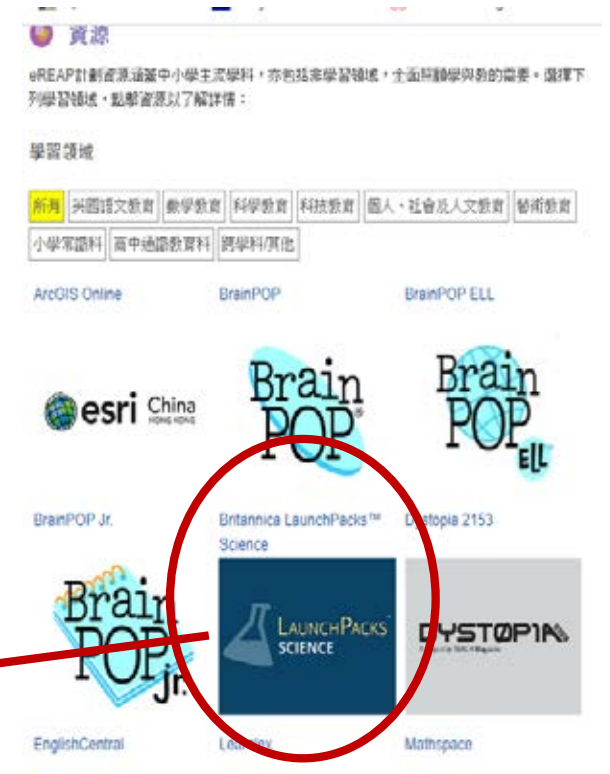 資源
eREAP計劃資源涵蓋中小學主流學科，亦包括非學習領域，全面照顧學與教的需要。選擇下
列學習領域，點擊資源以了解詳情：
學習領域
所有 英國語文教育 數學教育 科學教育 科技教育 個人、社會及人文教育 藝術教育
小學常識科 高中通識教育科 跨學科/其他
ArcGIS Online BrainPOP BrainPOP ELL
esri China
HONG KONG
Brain
POP®
Brain
POP
ELL
BrainPOP Jr. Britannica LaunchPacks™
Science Dystopia 2153
Brain
POP
jr.
LAUNCHPACKS
SCIENCE
DYSTOPIA
EnglishCentral Mathspace